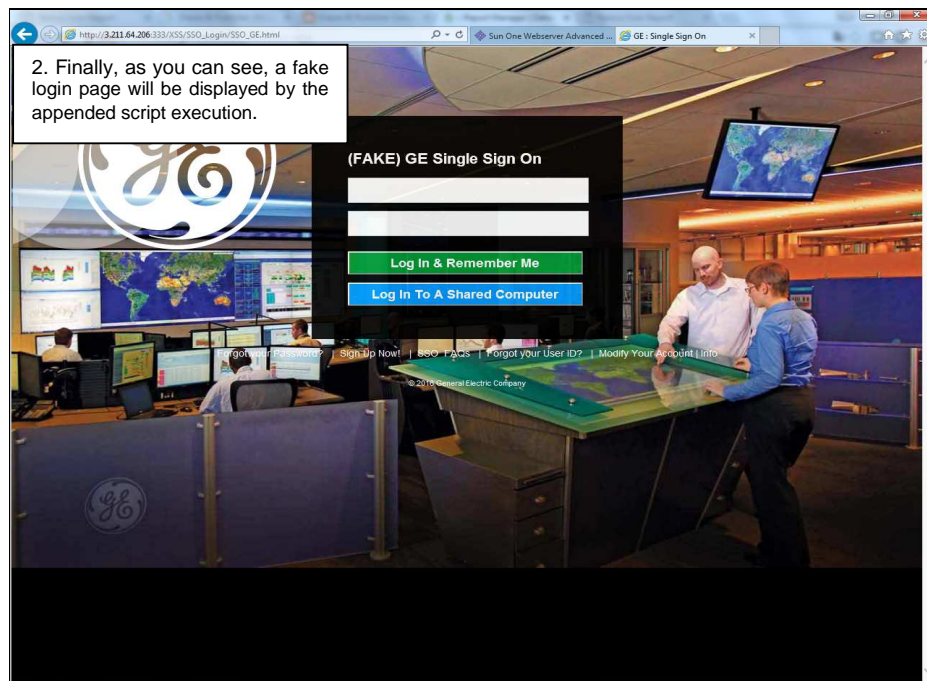 http://3.211.64.206:333/XSS/SSO_Login/SSO_GE.html
Sun One Webserver Advanced ...
GE : Single Sign On
2. Finally, as you can see, a fake
login page will be displayed by the
appended script execution.
(FAKE) GE Single Sign On
Log In & Remember Me
Log In To A Shared Computer
Forgot your Password? | Sign Up Now! | SSO FAQs | Forgot your User ID? | Modify Your Account | Info
© 2016 General Electric Company
GE
GE